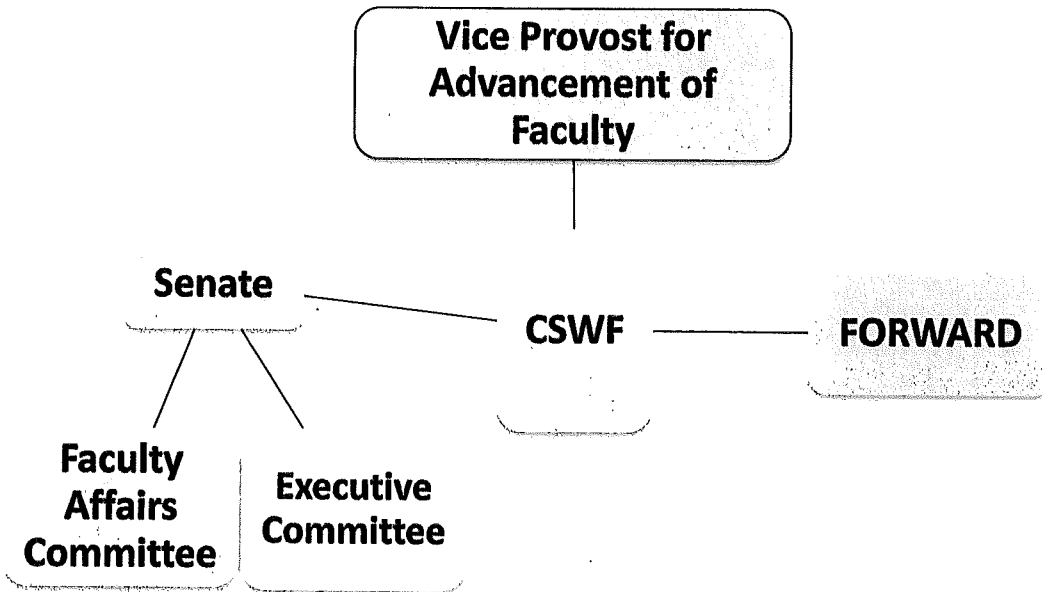 Vice Provost for
Advancement of
Faculty
Senate
CSWF
FORWARD
Faculty
Affairs
Committee
Executive
Committee